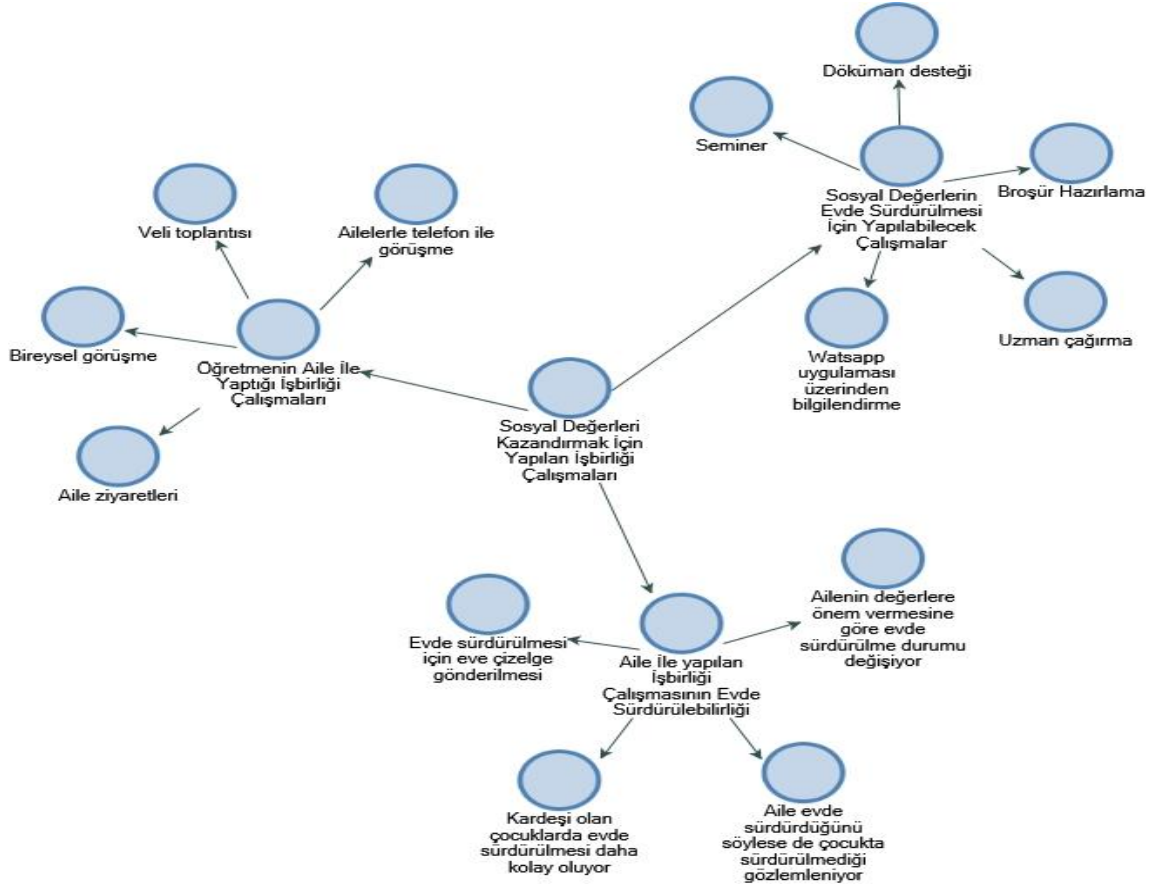 Döküman desteği
Seminer
Broşür Hazırlama
Sosyal Değerlerin
Evde Sürdürülmesi
İçin Yapılabilecek
Çalışmalar
Uzman çağırma
Watsapp
uygulaması
üzerinden
bilgilendirme
Veli toplantısı
Ailelerle telefon ile
görüşme
Bireysel görüşme
Öğretmenin Aile İle
Yaptığı İşbirliği
Çalışmaları
Aile ziyaretleri
Sosyal Değerleri
Kazandırmak İçin
Yapılan İşbirliği
Çalışmaları
Ailenin değerlere
önem vermesine
göre evde
sürdürülme durumu
değişiyor
Evde sürdürülmesi
için eve çizelge
gönderilmesi
Aile İle yapılan
İşbirliği
Çalışmasının Evde
Sürdürülebilirliği
Kardeşi olan
çocuklarda evde
sürdürülmesi daha
kolay oluyor
Aile evde
sürdürdüğünü
söylese de çocukta
sürdürülmediği
gözlemleniyor